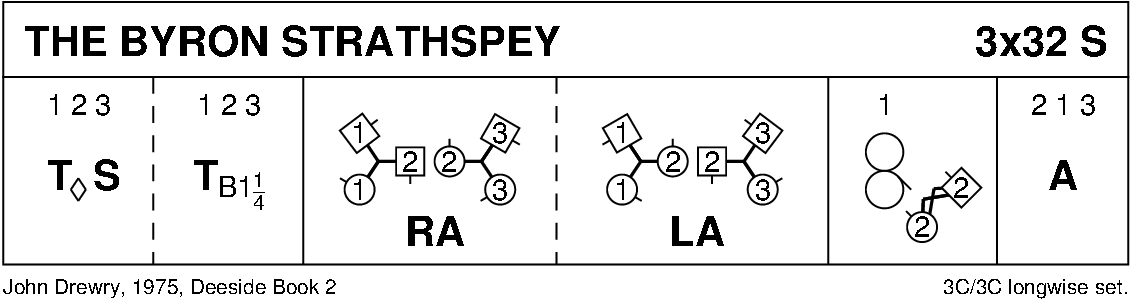 THE BYRON STRATHSPEY 3x32 S
1 2 3 1 2 3 1 2 1 3
1 3 1 3
T◇S TB1 1/4 2 2 2 2 2 A
1 3 1 3 2
RA LA
John Drewry, 1975, Deeside Book 2 3C/3C longwise set.